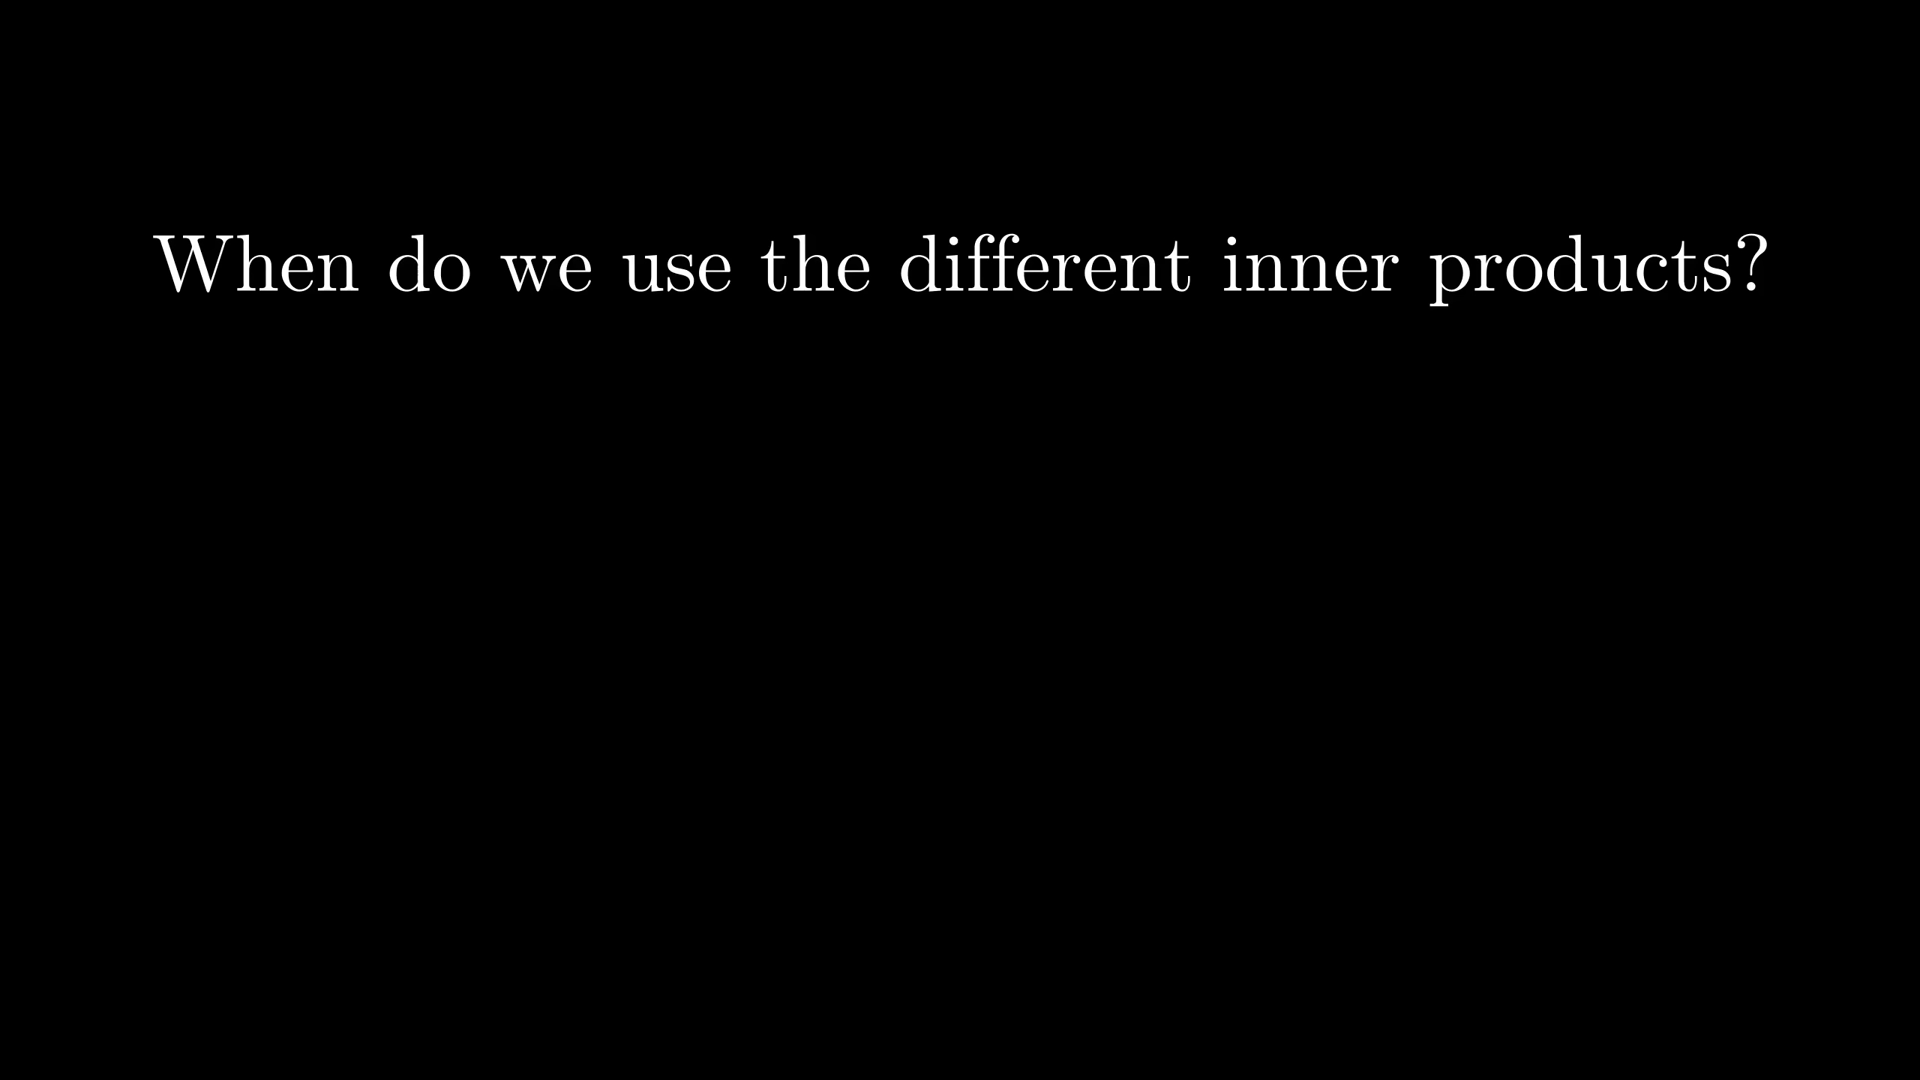 When do we use the different inner products?